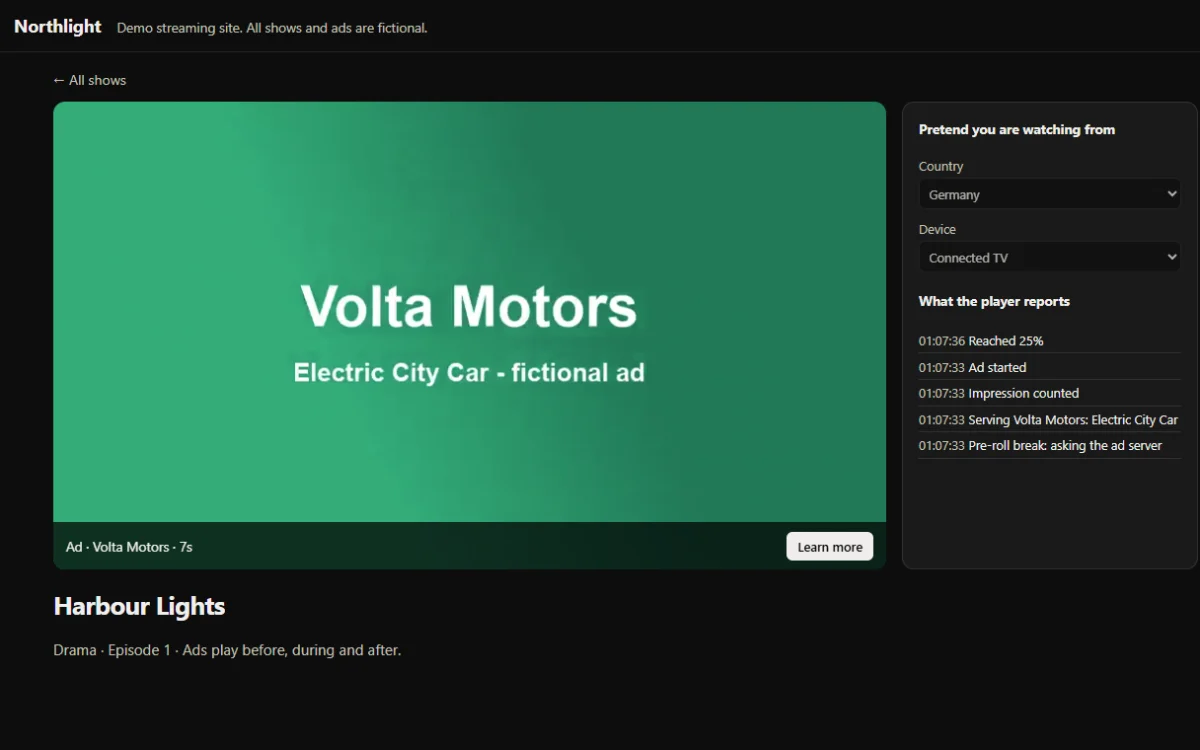 Northlight Demo streaming site. All shows and ads are fictional.
← All shows
Volta Motors
Electric City Car - fictional ad
Ad · Volta Motors · 7s
Learn more
Harbour Lights
Drama · Episode 1 · Ads play before, during and after.
Pretend you are watching from
Country
Germany
Device
Connected TV
What the player reports
01:07:36 Reached 25%
01:07:33 Ad started
01:07:33 Impression counted
01:07:33 Serving Volta Motors: Electric City Car
01:07:33 Pre-roll break: asking the ad server